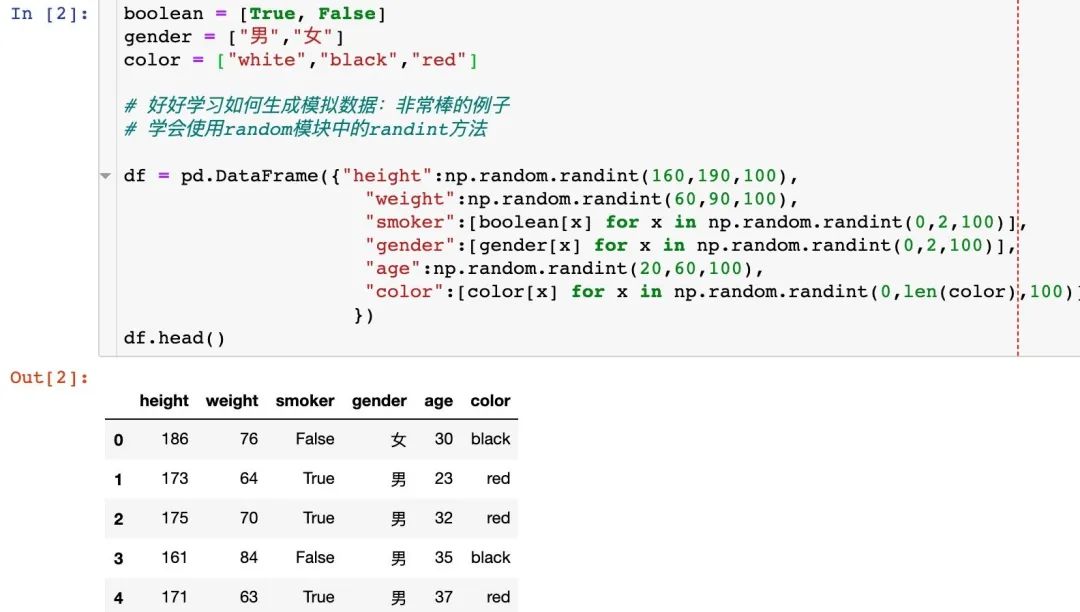 In [2]:
boolean = [True, False]
gender = ["男","女"]
color = ["white","black","red"]
# 好好学习如何生成模拟数据：非常棒的例子
# 学会使用random模块中的randint方法
df = pd.DataFrame({"height":np.random.randint(160,190,100),
"weight":np.random.randint(60,90,100),
"smoker":[boolean[x] for x in np.random.randint(0,2,100)],
"gender":[gender[x] for x in np.random.randint(0,2,100)],
"age":np.random.randint(20,60,100),
"color":[color[x] for x in np.random.randint(0,len(color),100)]
})
df.head()
Out[2]:
height weight smoker gender age color
0 186 76 False 女 30 black
1 173 64 True 男 23 red
2 175 70 True 男 32 red
3 161 84 False 男 35 black
4 171 63 True 男 37 red